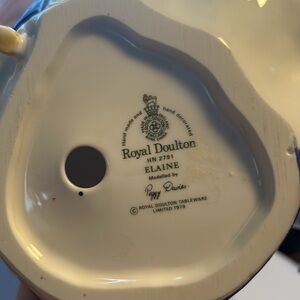 Hand made and hand decorated
Royal Doulton
HN 2791
ELAINE
Modelled by
Peggy Davies
© ROYAL DOULTON TABLEWARE
LIMITED 1979